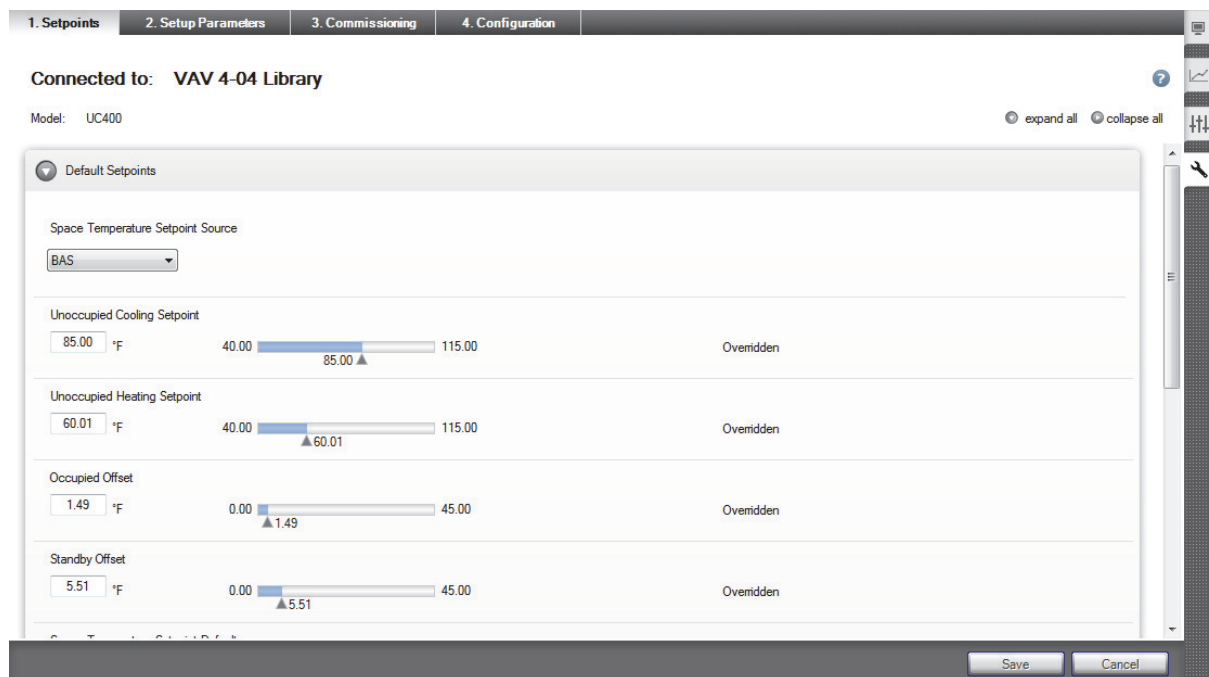 1. Setpoints 2. Setup Parameters 3. Commissioning 4. Configuration
Connected to: VAV 4-04 Library
?
Model: UC400
expand all collapse all
Default Setpoints
Space Temperature Setpoint Source
BAS
Unoccupied Cooling Setpoint
85.00 °F 40.00 115.00 Overridden
85.00
Unoccupied Heating Setpoint
60.01 °F 40.00 115.00 Overridden
60.01
Occupied Offset
1.49 °F 0.00 45.00 Overridden
1.49
Standby Offset
5.51 °F 0.00 45.00 Overridden
5.51
Save Cancel